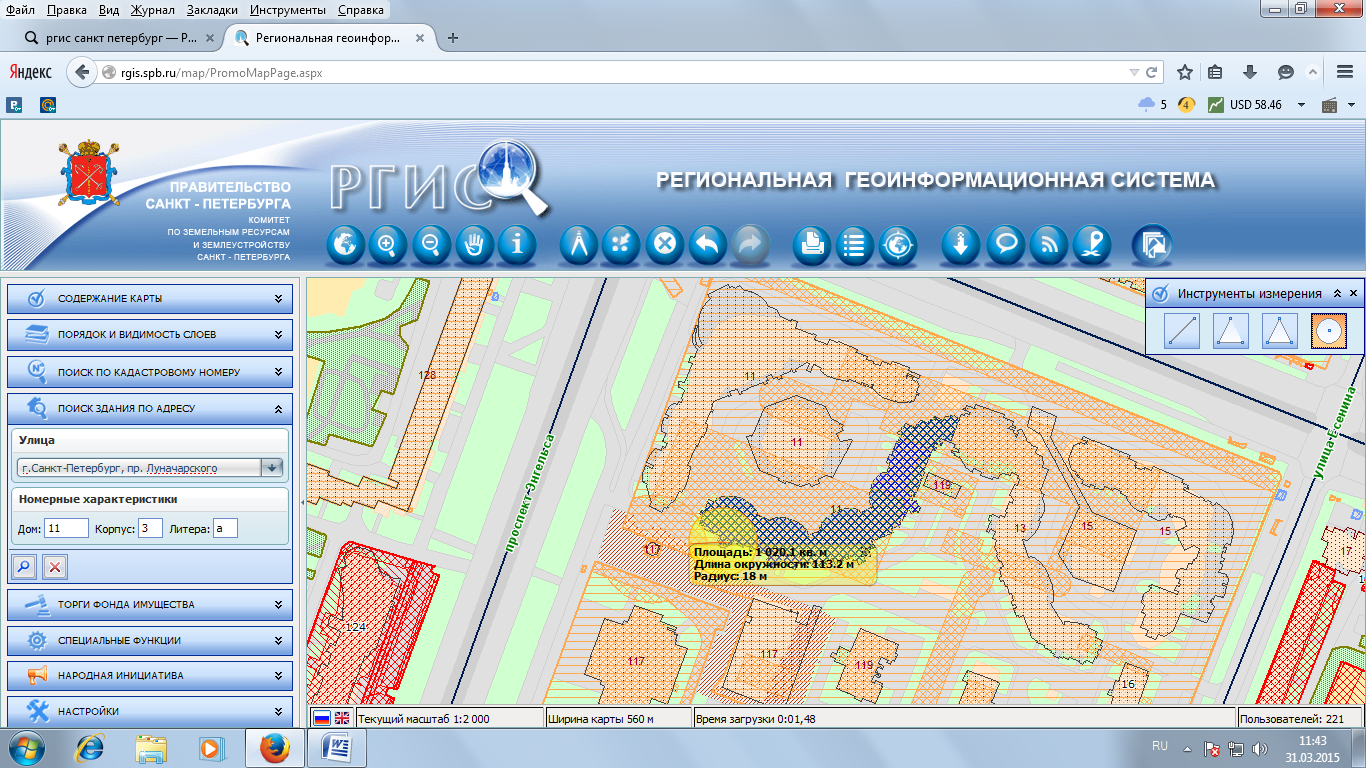 Файл Правка Вид Журнал Закладки Инструменты Справка
ргис санкт петербург — Р... × Региональная геоинфор... × +
Яндекс rgis.spb.ru/map/PromoMapPage.aspx
5 4 USD 58.46
ПРАВИТЕЛЬСТВО
САНКТ - ПЕТЕРБУРГА
КОМИТЕТ
ПО ЗЕМЕЛЬНЫМ РЕСУРСАМ
И ЗЕМЛЕУСТРОЙСТВУ
САНКТ - ПЕТЕРБУРГА
РГИС
РЕГИОНАЛЬНАЯ ГЕОИНФОРМАЦИОННАЯ СИСТЕМА
СОДЕРЖАНИЕ КАРТЫ
ПОРЯДОК И ВИДИМОСТЬ СЛОЕВ
ПОИСК ПО КАДАСТРОВОМУ НОМЕРУ
ПОИСК ЗДАНИЯ ПО АДРЕСУ
Улица
г.Санкт-Петербург, пр. Луначарского
Номерные характеристики
Дом: 11 Корпус: 3 Литера: а
ТОРГИ ФОНДА ИМУЩЕСТВА
СПЕЦИАЛЬНЫЕ ФУНКЦИИ
НАРОДНАЯ ИНИЦИАТИВА
НАСТРОЙКИ
Инструменты измерения
128
11
11
проспект Энгельса
улица Есенина
119
11
13
15
15
17
117
124
Площадь: 1 020.1 кв. м
Длина окружности: 113.2 м
Радиус: 18 м
117
117
119
16
Текущий масштаб 1:2 000 Ширина карты 560 м Время загрузки 0:01,48 Пользователей: 221
RU
11:43
31.03.2015